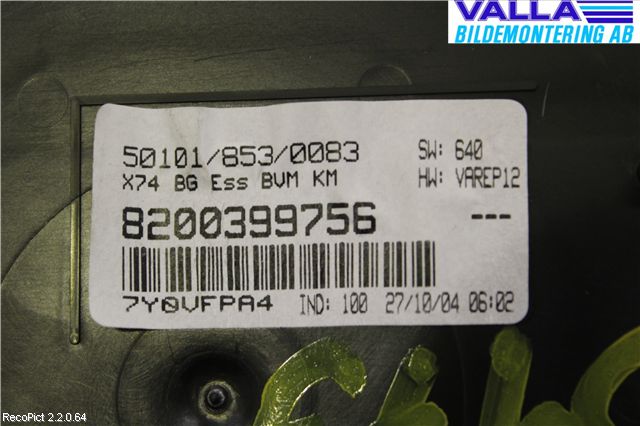 VALLA
BILDEMONTERING AB
50101/853/0083
SW: 640
X74 BG Ess BVM KM
HW: VAREP12
8200399756
---
7Y0VFPA4
IND: 100
27/10/04 06:02
RecoPict 2.2.0.64